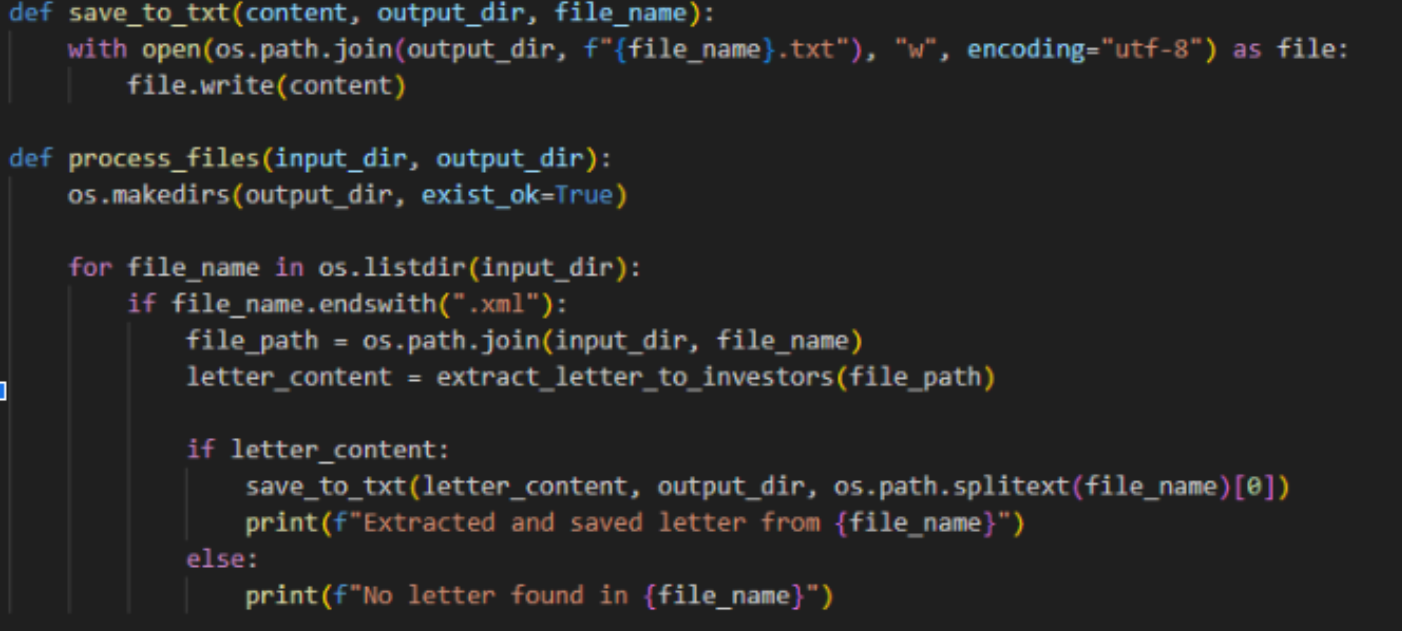 def save_to_txt(content, output_dir, file_name):
    with open(os.path.join(output_dir, f"{file_name}.txt"), "w", encoding="utf-8") as file:
        file.write(content)

def process_files(input_dir, output_dir):
    os.makedirs(output_dir, exist_ok=True)

    for file_name in os.listdir(input_dir):
        if file_name.endswith(".xml"):
            file_path = os.path.join(input_dir, file_name)
            letter_content = extract_letter_to_investors(file_path)

            if letter_content:
                save_to_txt(letter_content, output_dir, os.path.splitext(file_name)[0])
                print(f"Extracted and saved letter from {file_name}")
            else:
                print(f"No letter found in {file_name}")